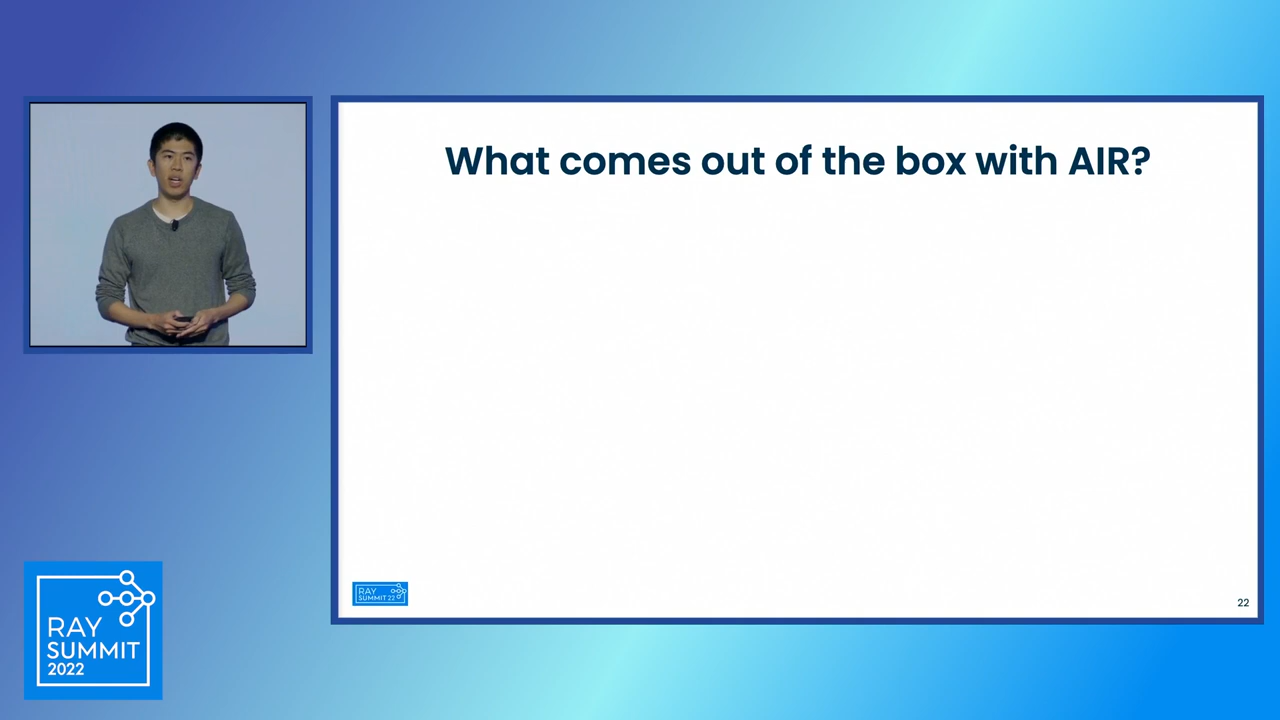 What comes out of the box with AIR?
RAY
SUMMIT 22
22
RAY
SUMMIT
2022